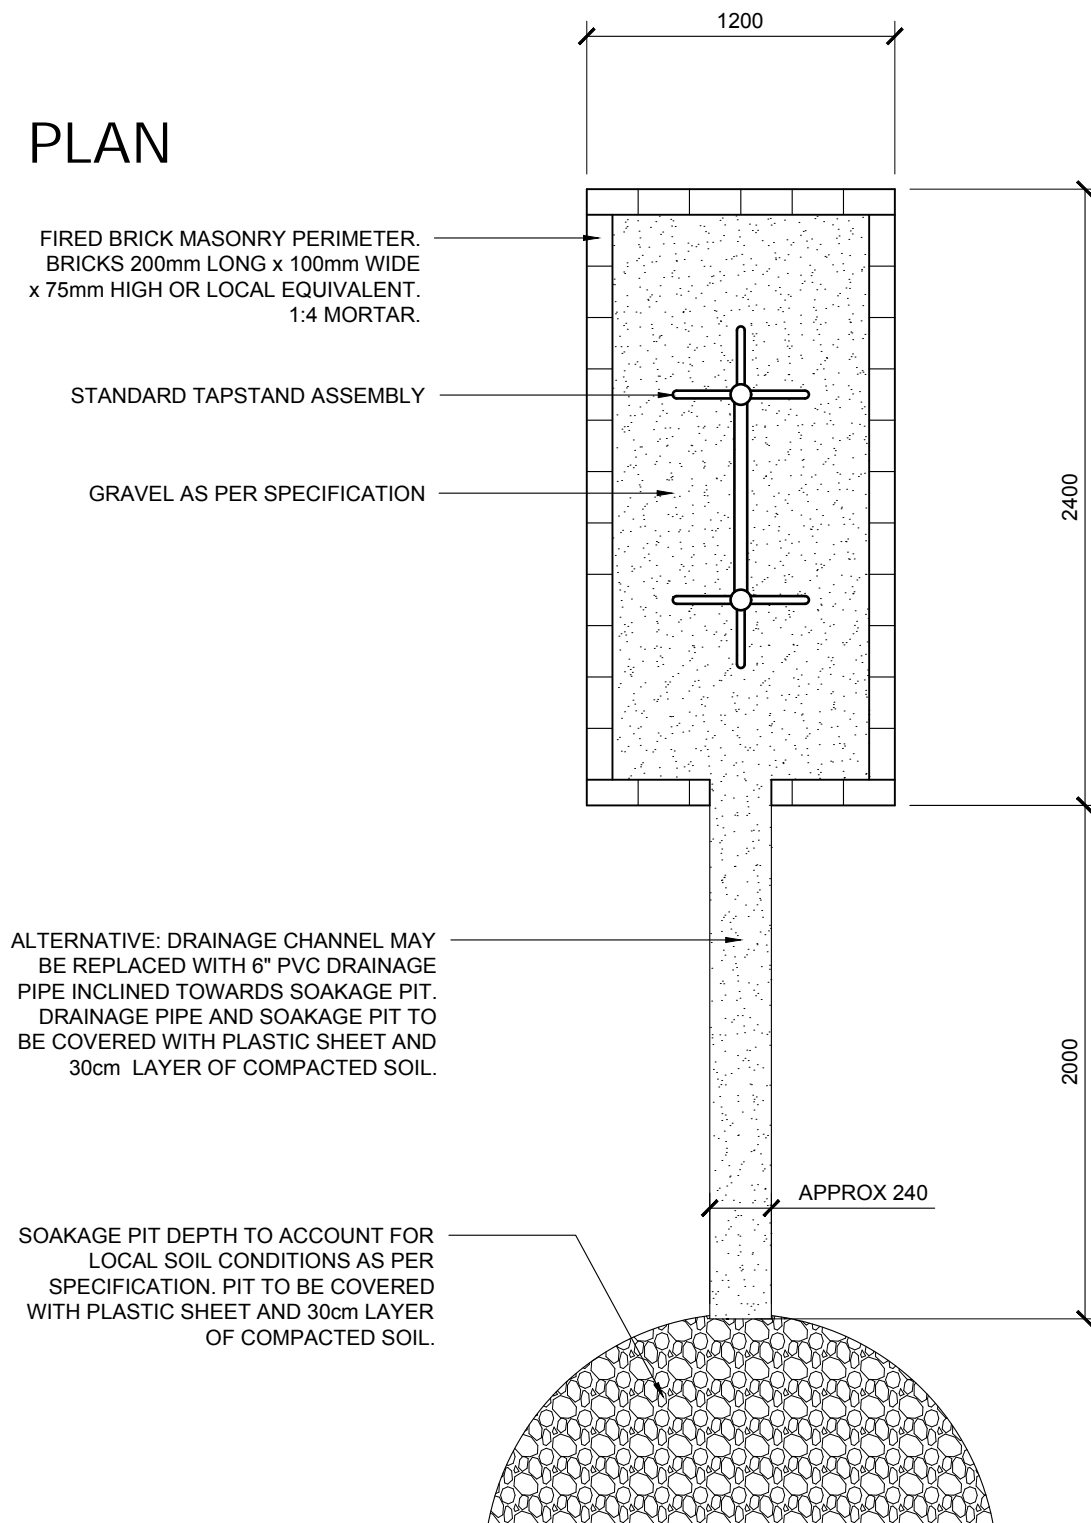 1200
PLAN
FIRED BRICK MASONRY PERIMETER.
BRICKS 200mm LONG x 100mm WIDE
x 75mm HIGH OR LOCAL EQUIVALENT.
1:4 MORTAR.
STANDARD TAPSTAND ASSEMBLY
GRAVEL AS PER SPECIFICATION
2400
ALTERNATIVE: DRAINAGE CHANNEL MAY
BE REPLACED WITH 6" PVC DRAINAGE
PIPE INCLINED TOWARDS SOAKAGE PIT.
DRAINAGE PIPE AND SOAKAGE PIT TO
BE COVERED WITH PLASTIC SHEET AND
30cm  LAYER OF COMPACTED SOIL.
2000
APPROX 240
SOAKAGE PIT DEPTH TO ACCOUNT FOR
LOCAL SOIL CONDITIONS AS PER
SPECIFICATION. PIT TO BE COVERED
WITH PLASTIC SHEET AND 30cm LAYER
OF COMPACTED SOIL.